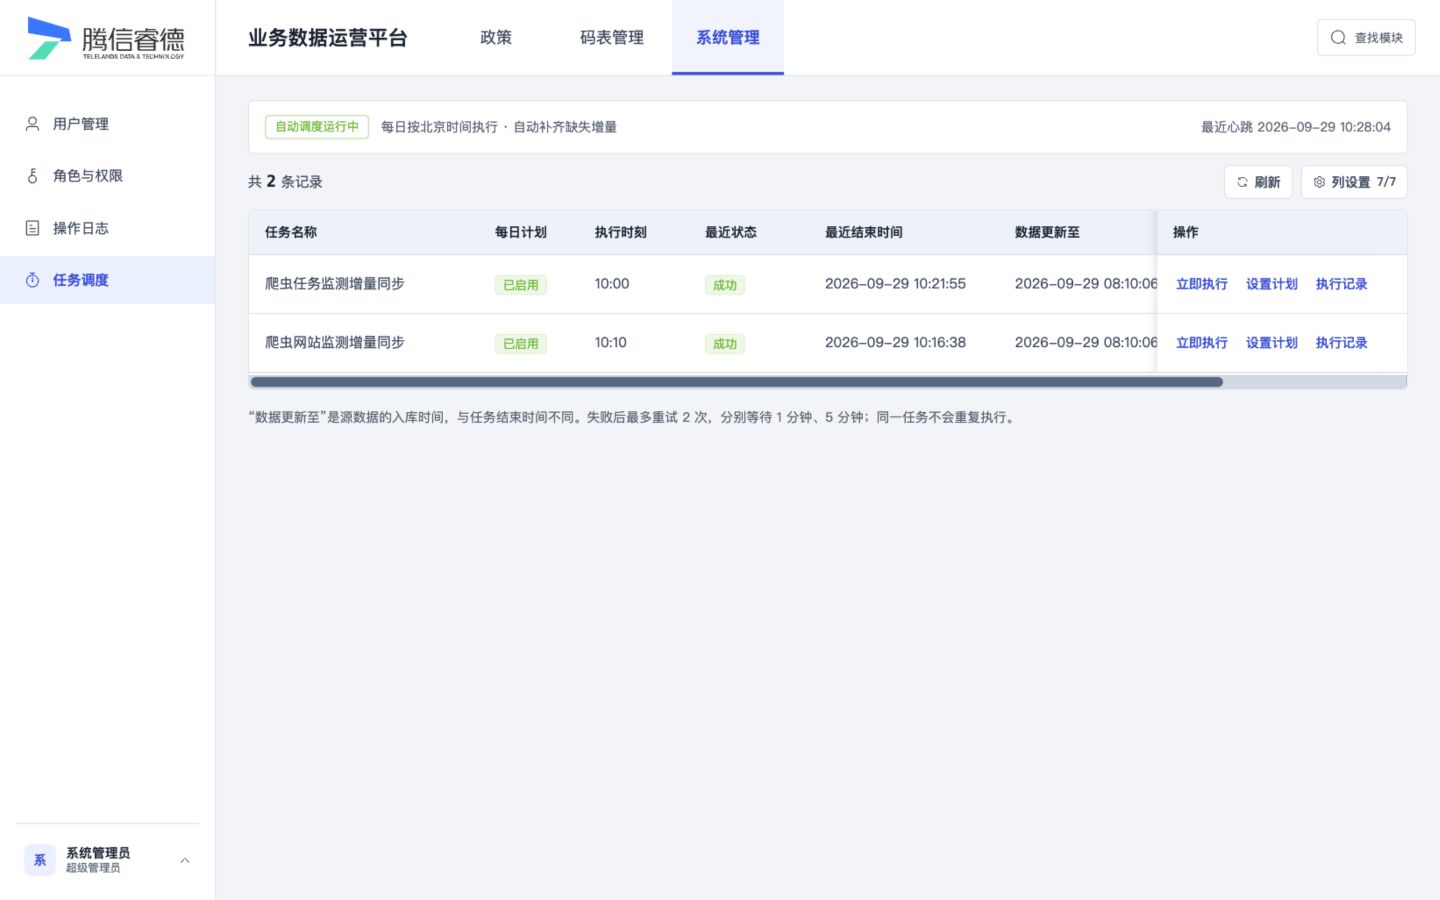 腾信睿德
TELELANDS DATA & TECHNOLOGY
业务数据运营平台
政策
码表管理
系统管理
查找模块
用户管理
角色与权限
操作日志
任务调度
自动调度运行中 每日按北京时间执行 · 自动补齐缺失增量 最近心跳 2026-09-29 10:28:04
共 2 条记录 刷新 列设置 7/7
任务名称 每日计划 执行时刻 最近状态 最近结束时间 数据更新至 操作
爬虫任务监测增量同步 已启用 10:00 成功 2026-09-29 10:21:55 2026-09-29 08:10:06 立即执行 设置计划 执行记录
爬虫网站监测增量同步 已启用 10:10 成功 2026-09-29 10:16:38 2026-09-29 08:10:06 立即执行 设置计划 执行记录
“数据更新至”是源数据的入库时间，与任务结束时间不同。失败后最多重试 2 次，分别等待 1 分钟、5 分钟；同一任务不会重复执行。
系 系统管理员
超级管理员